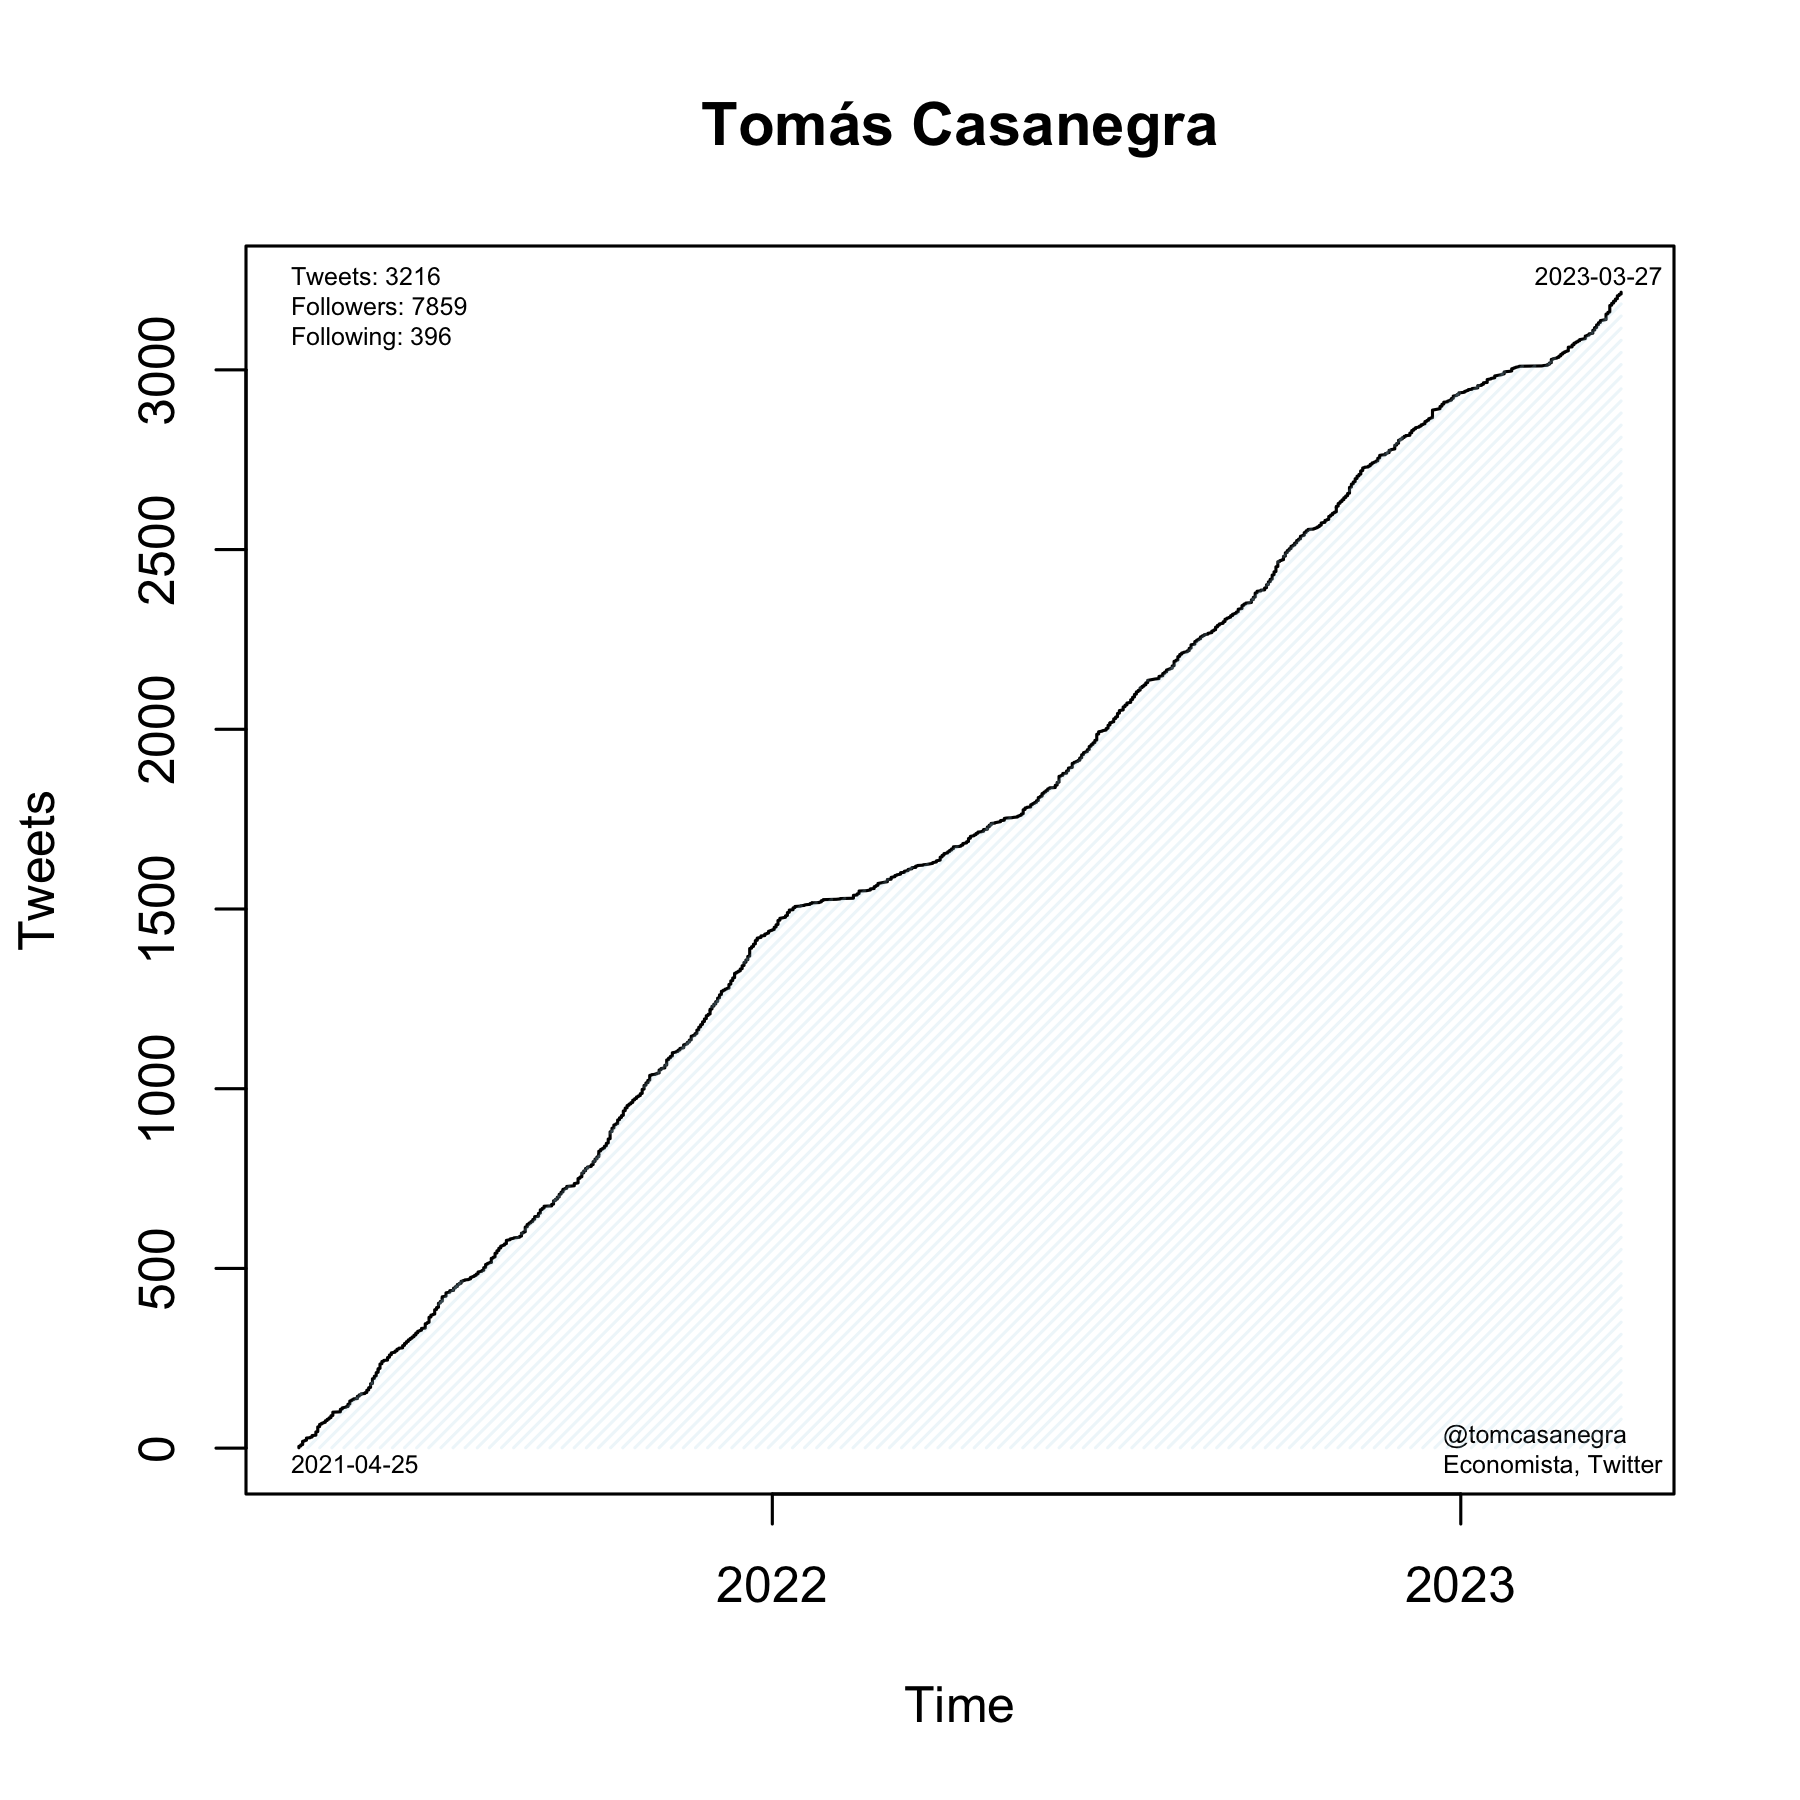 Tomás Casanegra
Tweets: 3216
Followers: 7859
Following: 396
2023-03-27
3000
2500
2000
1500
1000
500
0
Tweets
@tomcasanegra
Economista, Twitter
2021-04-25
2022
2023
Time